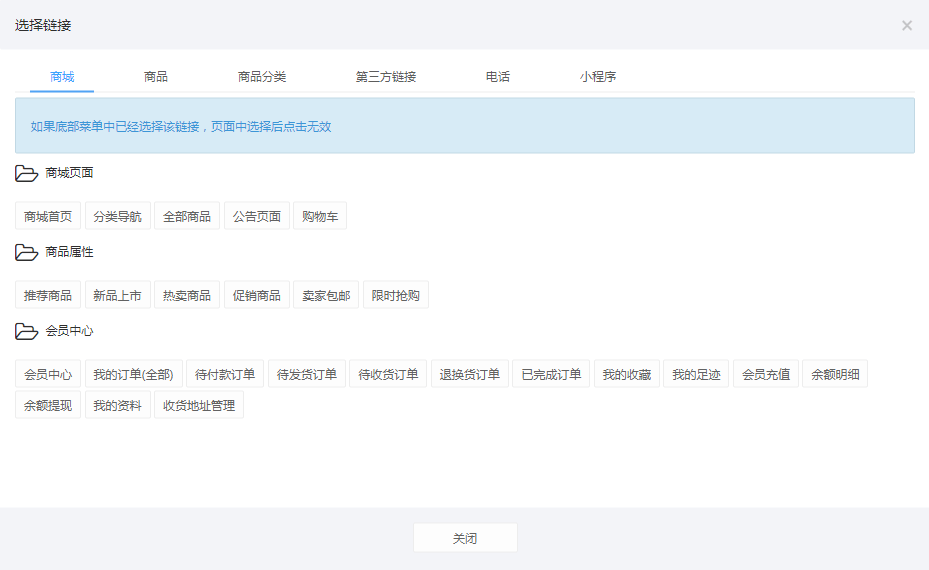 选择链接
商城 商品 商品分类 第三方链接 电话 小程序
如果底部菜单中已经选择该链接，页面中选择后点击无效
商城页面
商城首页 分类导航 全部商品 公告页面 购物车
商品属性
推荐商品 新品上市 热卖商品 促销商品 卖家包邮 限时抢购
会员中心
会员中心 我的订单(全部) 待付款订单 待发货订单 待收货订单 退换货订单 已完成订单 我的收藏 我的足迹 会员充值 余额明细
余额提现 我的资料 收货地址管理
关闭